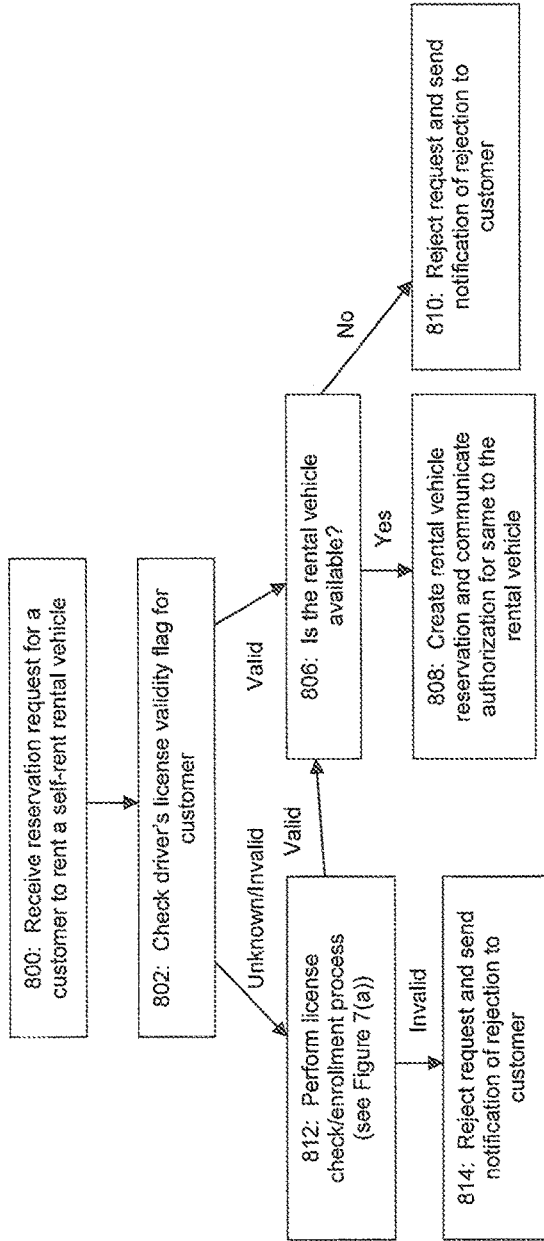 800: Receive reservation request for a
customer to rent a self-rent rental vehicle
802: Check driver's license validity flag for
customer
Unknown/Invalid
Valid
812: Perform license
check/enrollment process
(see Figure 7(a))
Valid
806: Is the rental vehicle
available?
Invalid
Yes
No
814: Reject request and send
notification of rejection to
customer
808: Create rental vehicle
reservation and communicate
authorization for same to the
rental vehicle
810: Reject request and send
notification of rejection to
customer